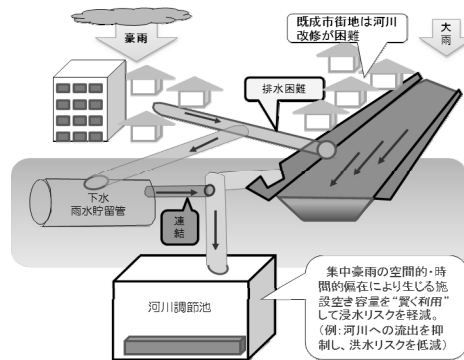 豪雨
既成市街地は河川
改修が困難
大
雨
排水困難
下水
雨水貯留管
連
結
河川調節池
集中豪雨の空間的・時
間的偏在により生じる施
設空き容量を“賢く利用”
して浸水リスクを軽減。
(例:河川への流出を抑
制し、洪水リスクを低減)